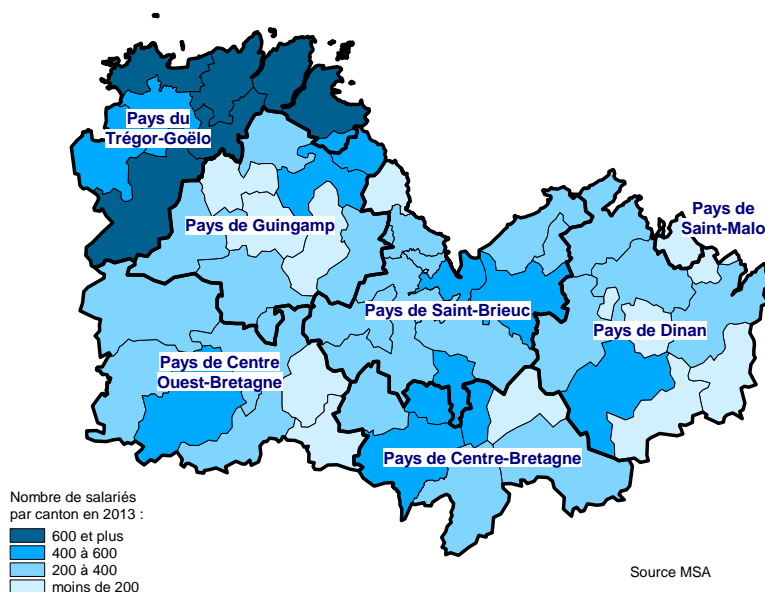 Pays du
Trégor-Goëlo
Pays de
Saint-Malo
Pays de Guingamp
Pays de Saint-Brieuc
Pays de Dinan
Pays de Centre
Ouest-Bretagne
Pays de Centre-Bretagne
Nombre de salariés
par canton en 2013 :
600 et plus
400 à 600
200 à 400
moins de 200
Source MSA